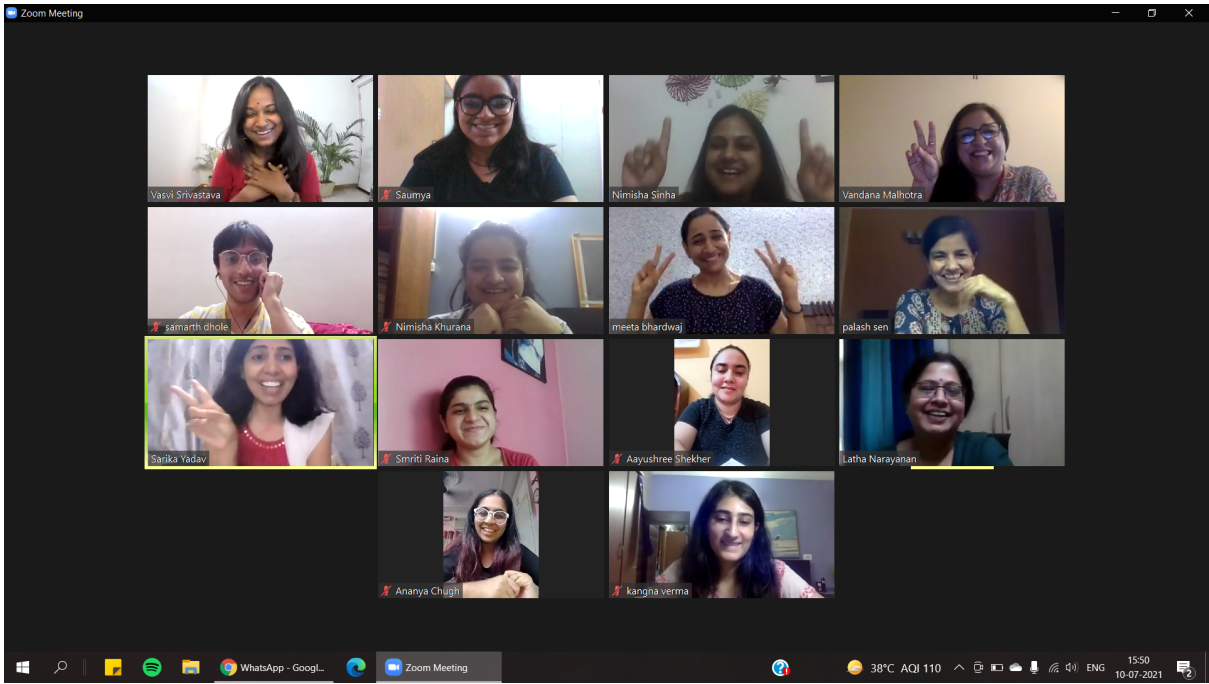 Zoom Meeting
Vasvi Srivastava
Saumya
Nimisha Sinha
Vandana Malhotra
samarth dhole
Nimisha Khurana
meeta bhardwaj
palash sen
Sarika Yadav
Smriti Raina
Aayushree Shekher
Latha Narayanan
Ananya Chugh
kangna verma
WhatsApp - Googl...
Zoom Meeting
38°C AQI 110
ENG
15:50
10-07-2021
2